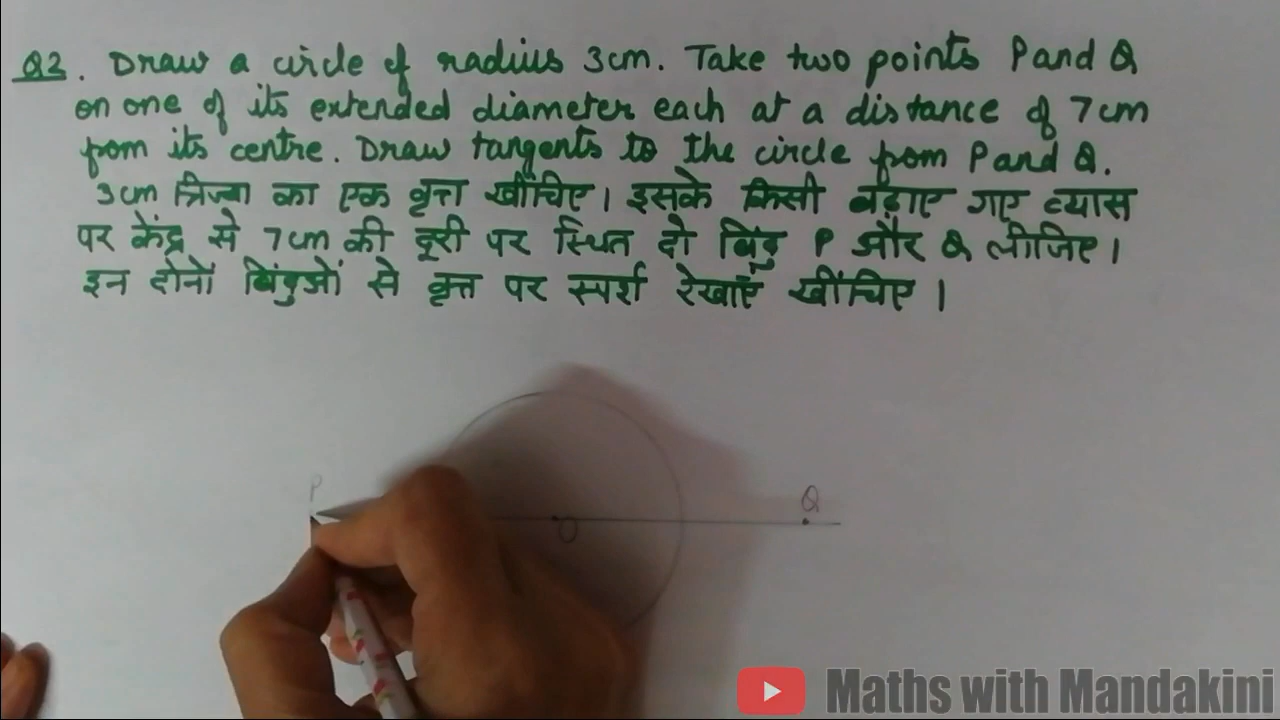 Q2. Draw a circle of radius 3cm. Take two points P and Q
on one of its extended diameter each at a distance of 7cm
from its centre. Draw tangents to the circle from P and Q.
3cm त्रिज्या का एक वृत्त खींचिए। इसके किसी बढ़ाए गए व्यास
पर केंद्र से 7cm की दूरी पर स्थित दो बिंदु P और Q लीजिए।
इन दोनों बिंदुओं से वृत्त पर स्पर्श रेखाएँ खींचिए।
P
Q
O
Maths with Mandakini